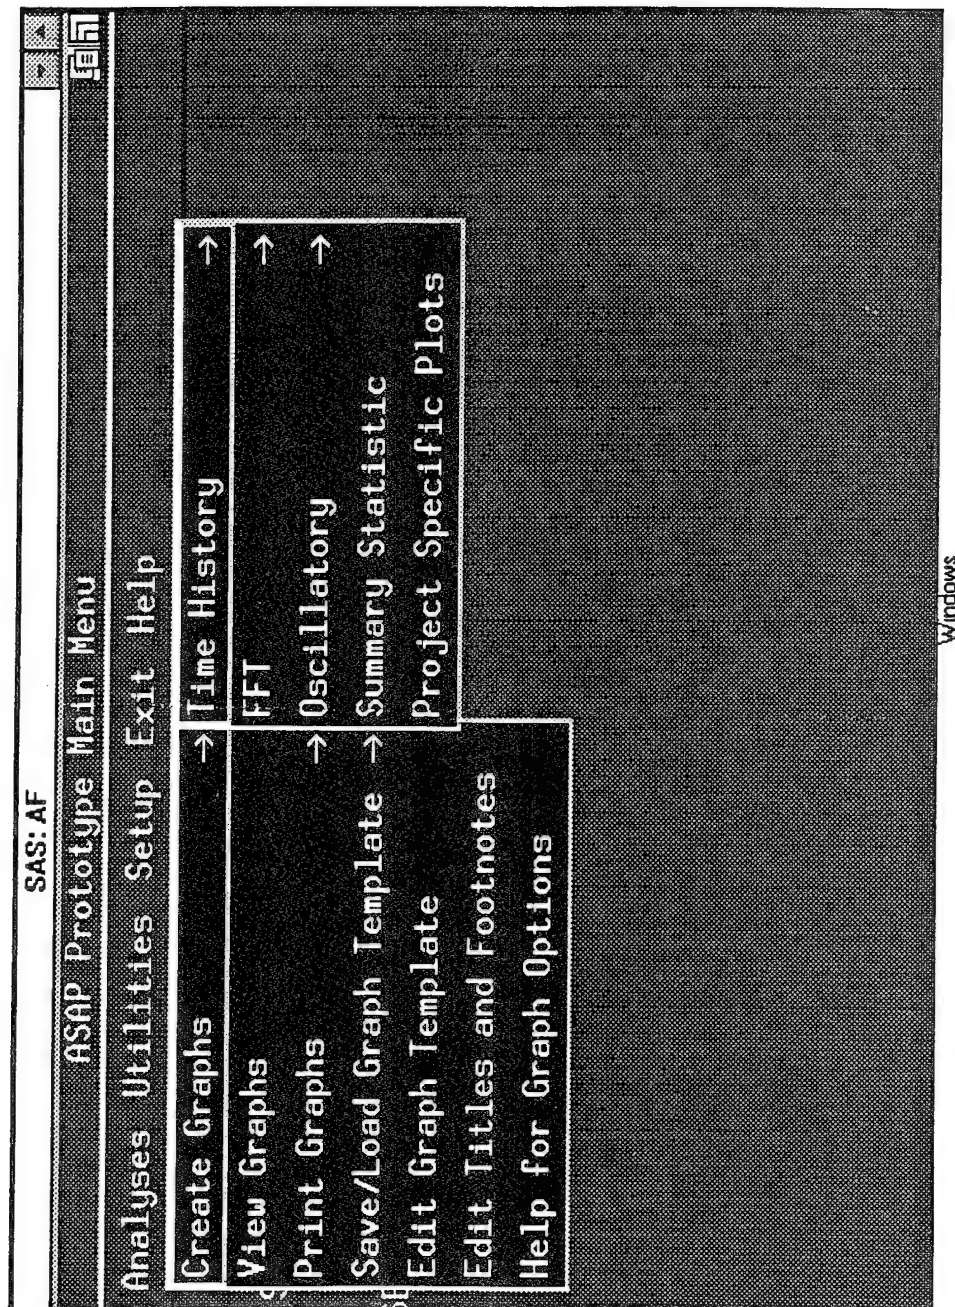 SAS: AF
ASAP Prototype Main Menu
Analyses Utilities Setup Exit Help
Create Graphs →
View Graphs
Print Graphs →
Save/Load Graph Template →
Edit Graph Template
Edit Titles and Footnotes
Help for Graph Options
Time History →
FFT →
Oscillatory →
Summary Statistic
Project Specific Plots
Windows